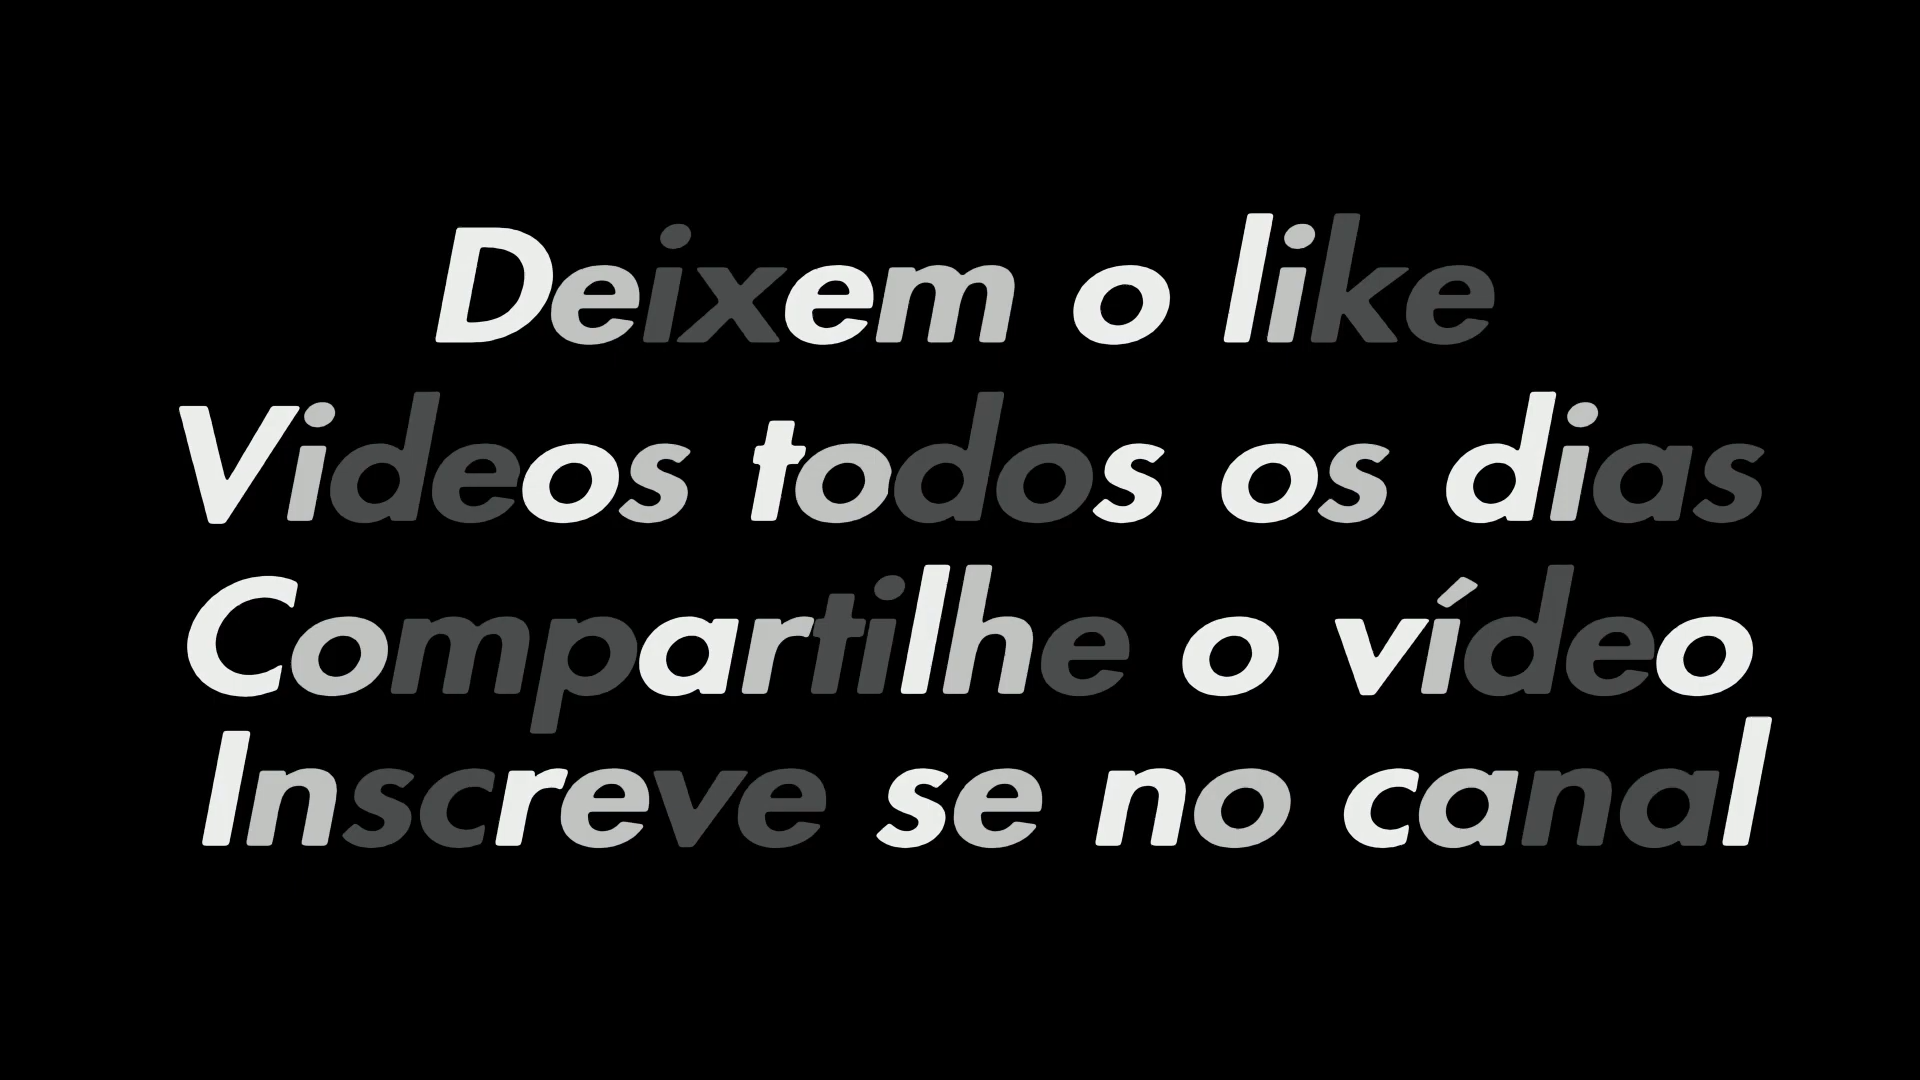 Deixem o like
Videos todos os dias
Compartilhe o vídeo
Inscreve se no canal